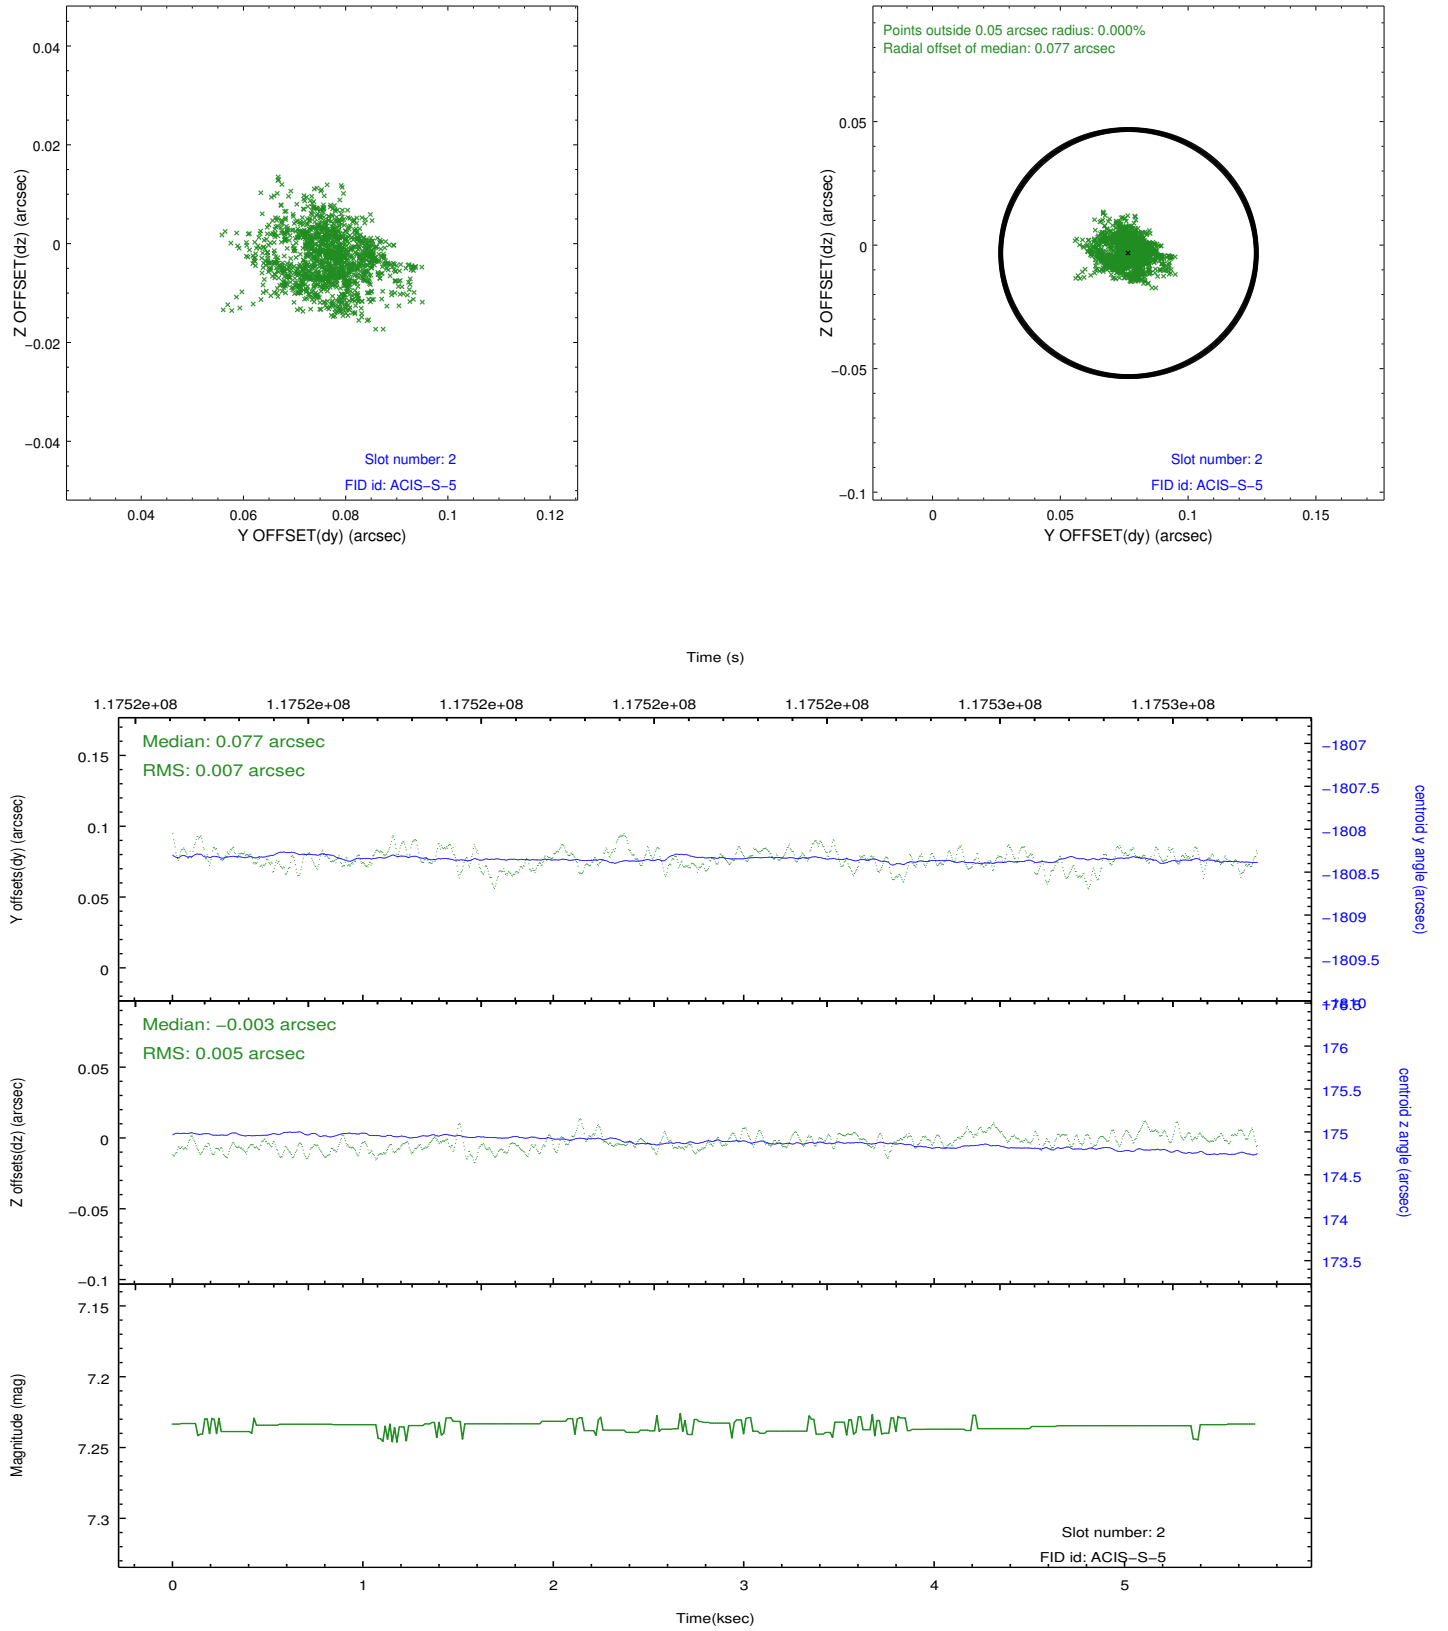 0.04
0.02
0
−0.02
−0.04
Z OFFSET(dz) (arcsec)
Slot number: 2
FID id: ACIS−S−5
0.04 0.06 0.08 0.1 0.12
Y OFFSET(dy) (arcsec)
Points outside 0.05 arcsec radius: 0.000%
Radial offset of median: 0.077 arcsec
0.05
0
−0.05
−0.1
Z OFFSET(dz) (arcsec)
Slot number: 2
FID id: ACIS−S−5
0 0.05 0.1 0.15
Y OFFSET(dy) (arcsec)
Time (s)
1.1752e+08 1.1752e+08 1.1752e+08 1.1752e+08 1.1752e+08 1.1753e+08 1.1753e+08
Median: 0.077 arcsec
RMS: 0.007 arcsec
0.15
0.1
0.05
0
Y offsets(dy) (arcsec)
−1807
−1807.5
−1808
−1808.5
−1809
−1809.5
−1810
centroid y angle (arcsec)
Median: −0.003 arcsec
RMS: 0.005 arcsec
0.05
0
−0.05
−0.1
Z offsets(dz) (arcsec)
176.5
176
175.5
175
174.5
174
173.5
centroid z angle (arcsec)
7.15
7.2
7.25
7.3
Magnitude (mag)
Slot number: 2
FID id: ACIS−S−5
0 1 2 3 4 5
Time(ksec)